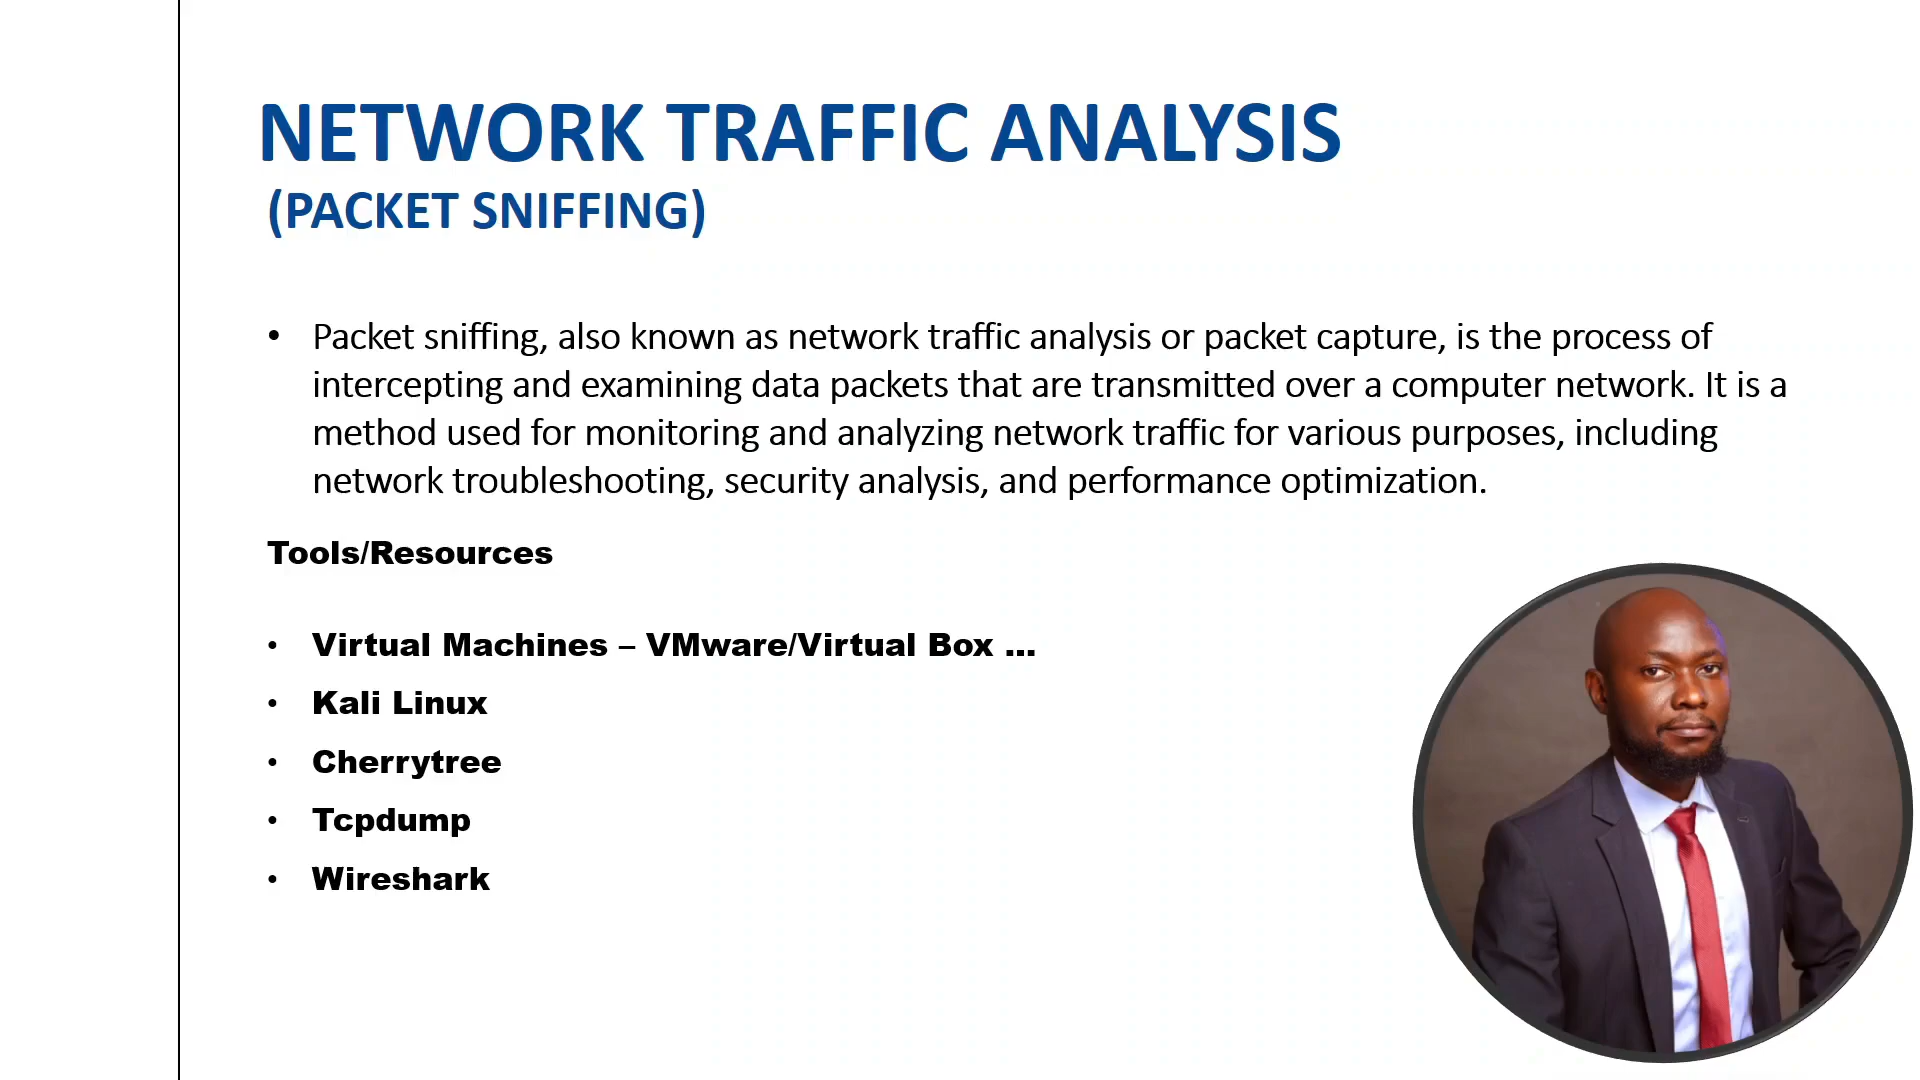 NETWORK TRAFFIC ANALYSIS
(PACKET SNIFFING)
• Packet sniffing, also known as network traffic analysis or packet capture, is the process of
intercepting and examining data packets that are transmitted over a computer network. It is a
method used for monitoring and analyzing network traffic for various purposes, including
network troubleshooting, security analysis, and performance optimization.
Tools/Resources
• Virtual Machines – VMware/Virtual Box ...
• Kali Linux
• Cherrytree
• Tcpdump
• Wireshark